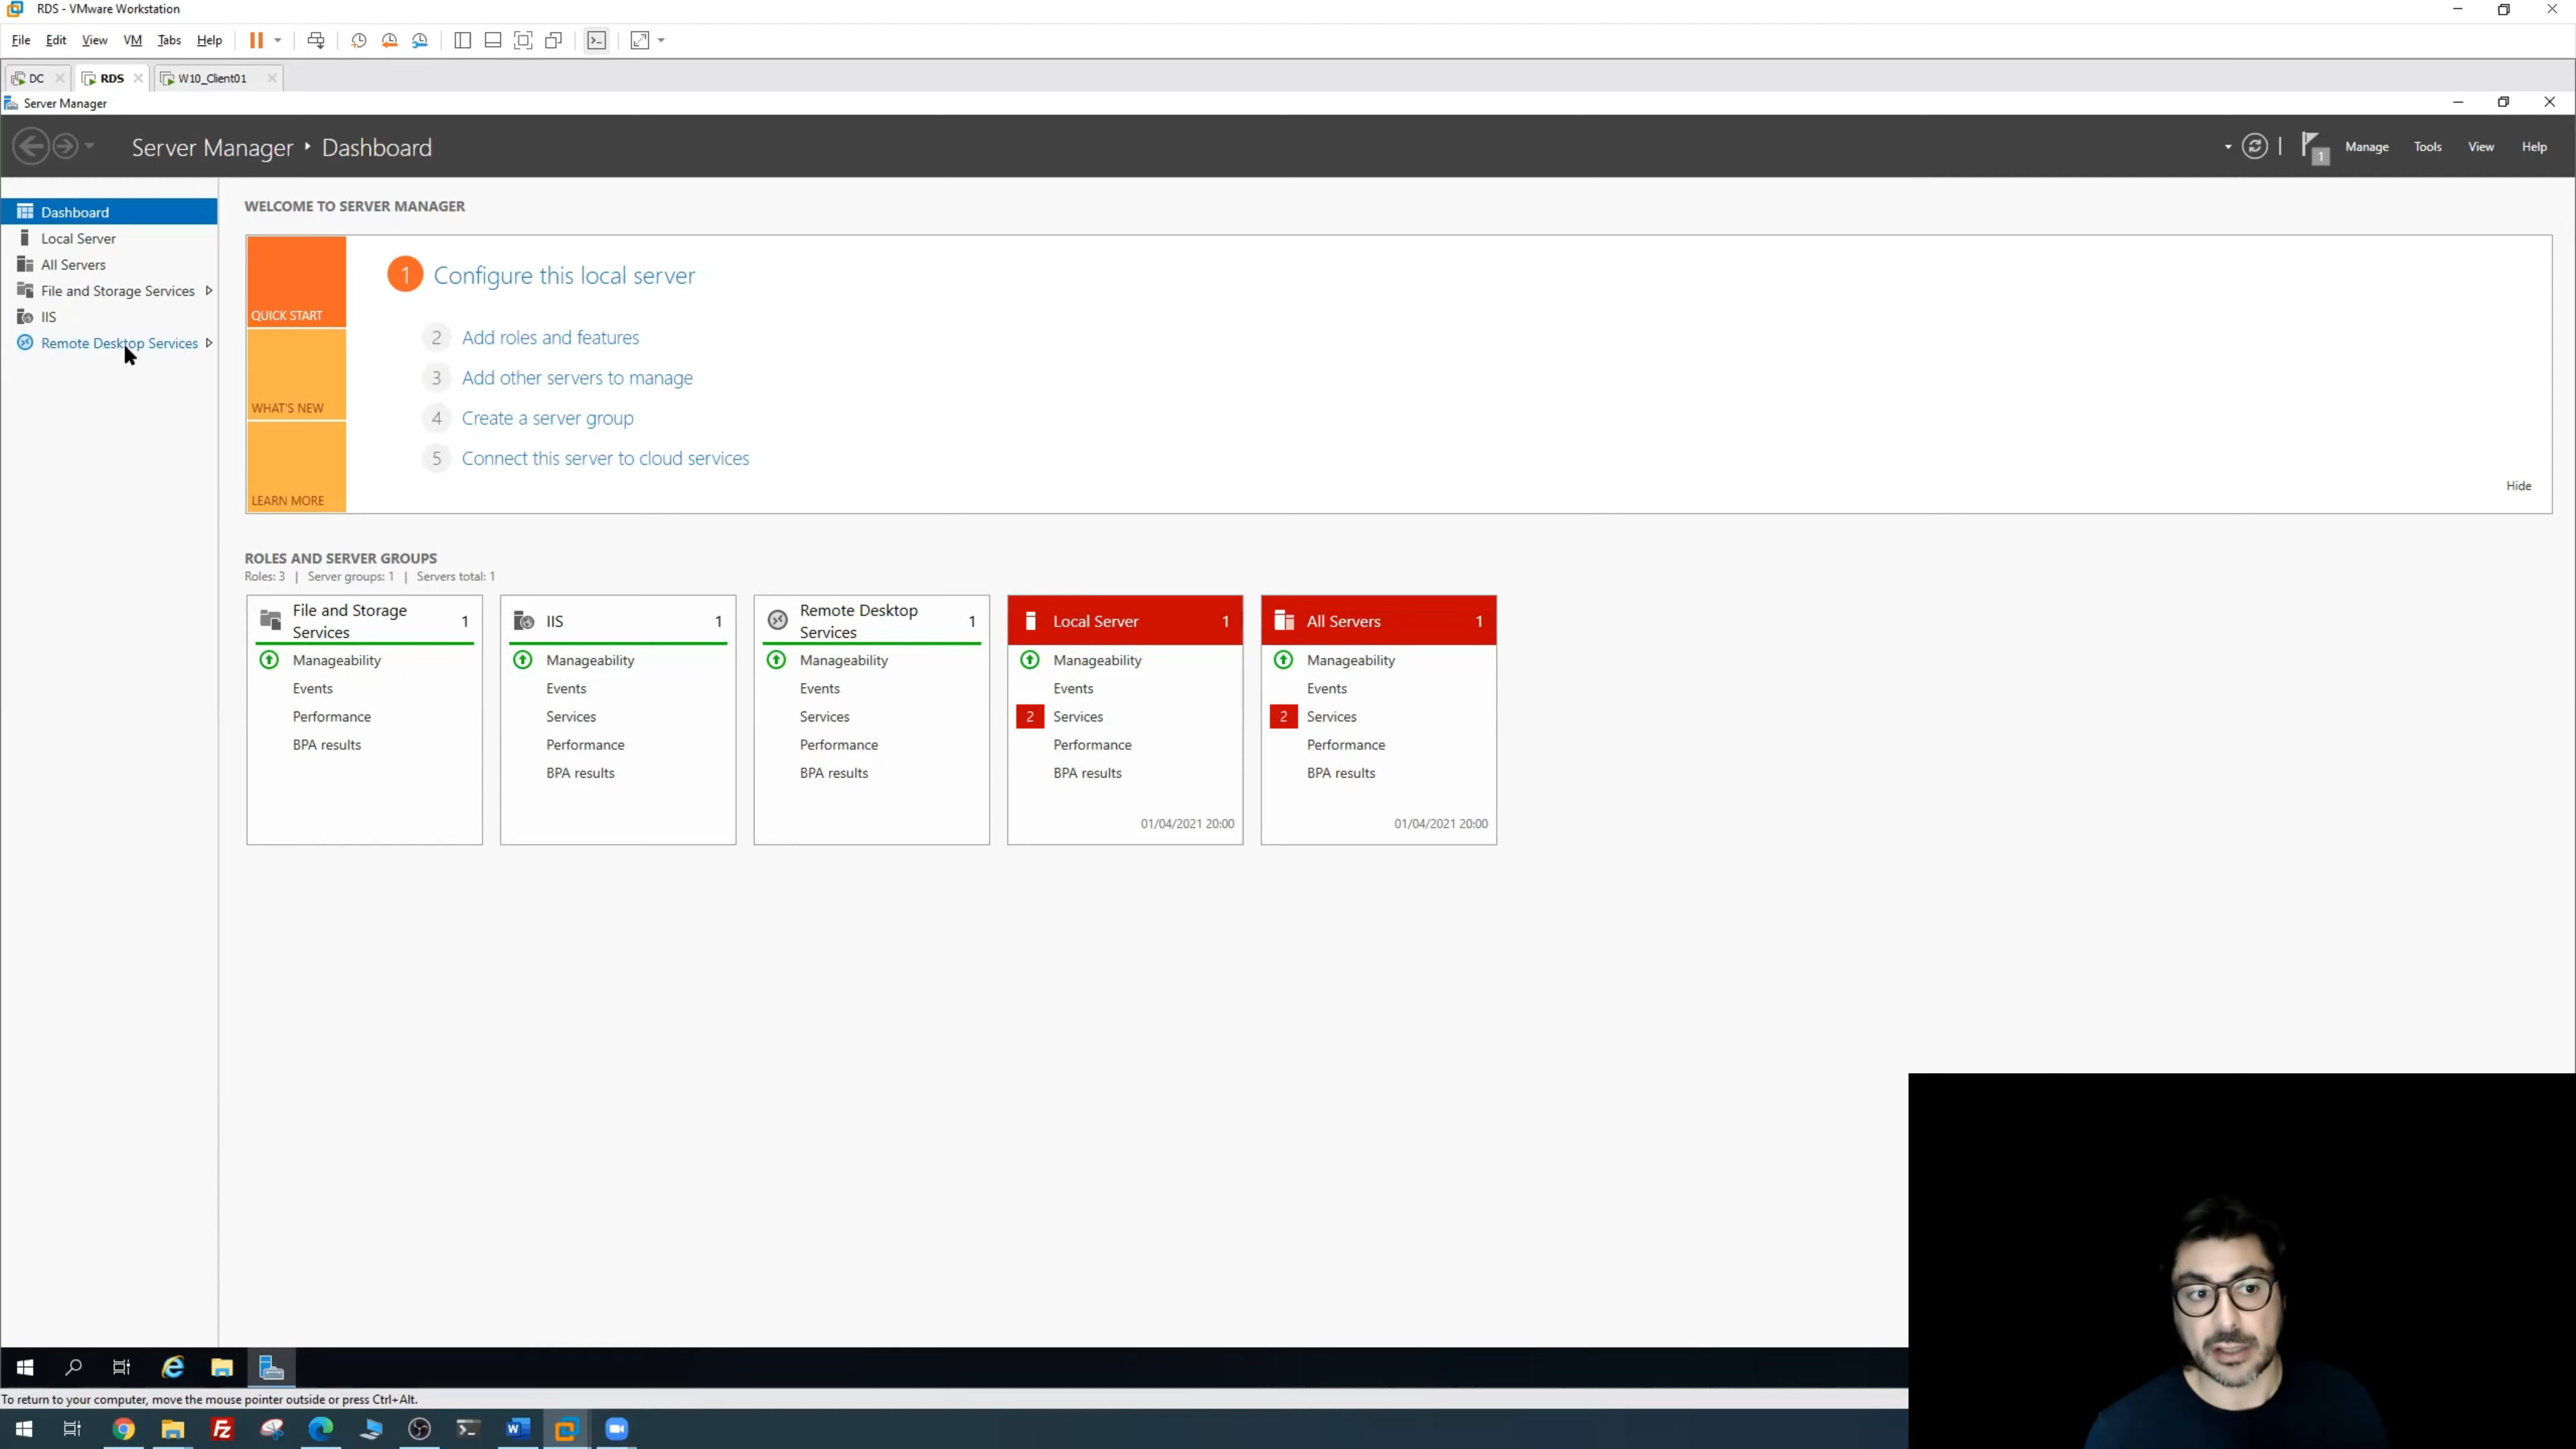 RDS - VMware Workstation
File Edit View VM Tabs Help
DC RDS W10_Client01
Server Manager
Server Manager Dashboard
1 Manage Tools View Help
Dashboard
Local Server
All Servers
File and Storage Services
IIS
Remote Desktop Services
WELCOME TO SERVER MANAGER
QUICK START
WHAT'S NEW
LEARN MORE
1 Configure this local server
2 Add roles and features
3 Add other servers to manage
4 Create a server group
5 Connect this server to cloud services
Hide
ROLES AND SERVER GROUPS
Roles: 3 | Server groups: 1 | Servers total: 1
File and Storage
Services 1
Manageability
Events
Performance
BPA results
IIS 1
Manageability
Events
Services
Performance
BPA results
Remote Desktop
Services 1
Manageability
Events
Services
Performance
BPA results
Local Server 1
Manageability
Events
2 Services
Performance
BPA results
01/04/2021 20:00
All Servers 1
Manageability
Events
2 Services
Performance
BPA results
01/04/2021 20:00
To return to your computer, move the mouse pointer outside or press Ctrl+Alt.